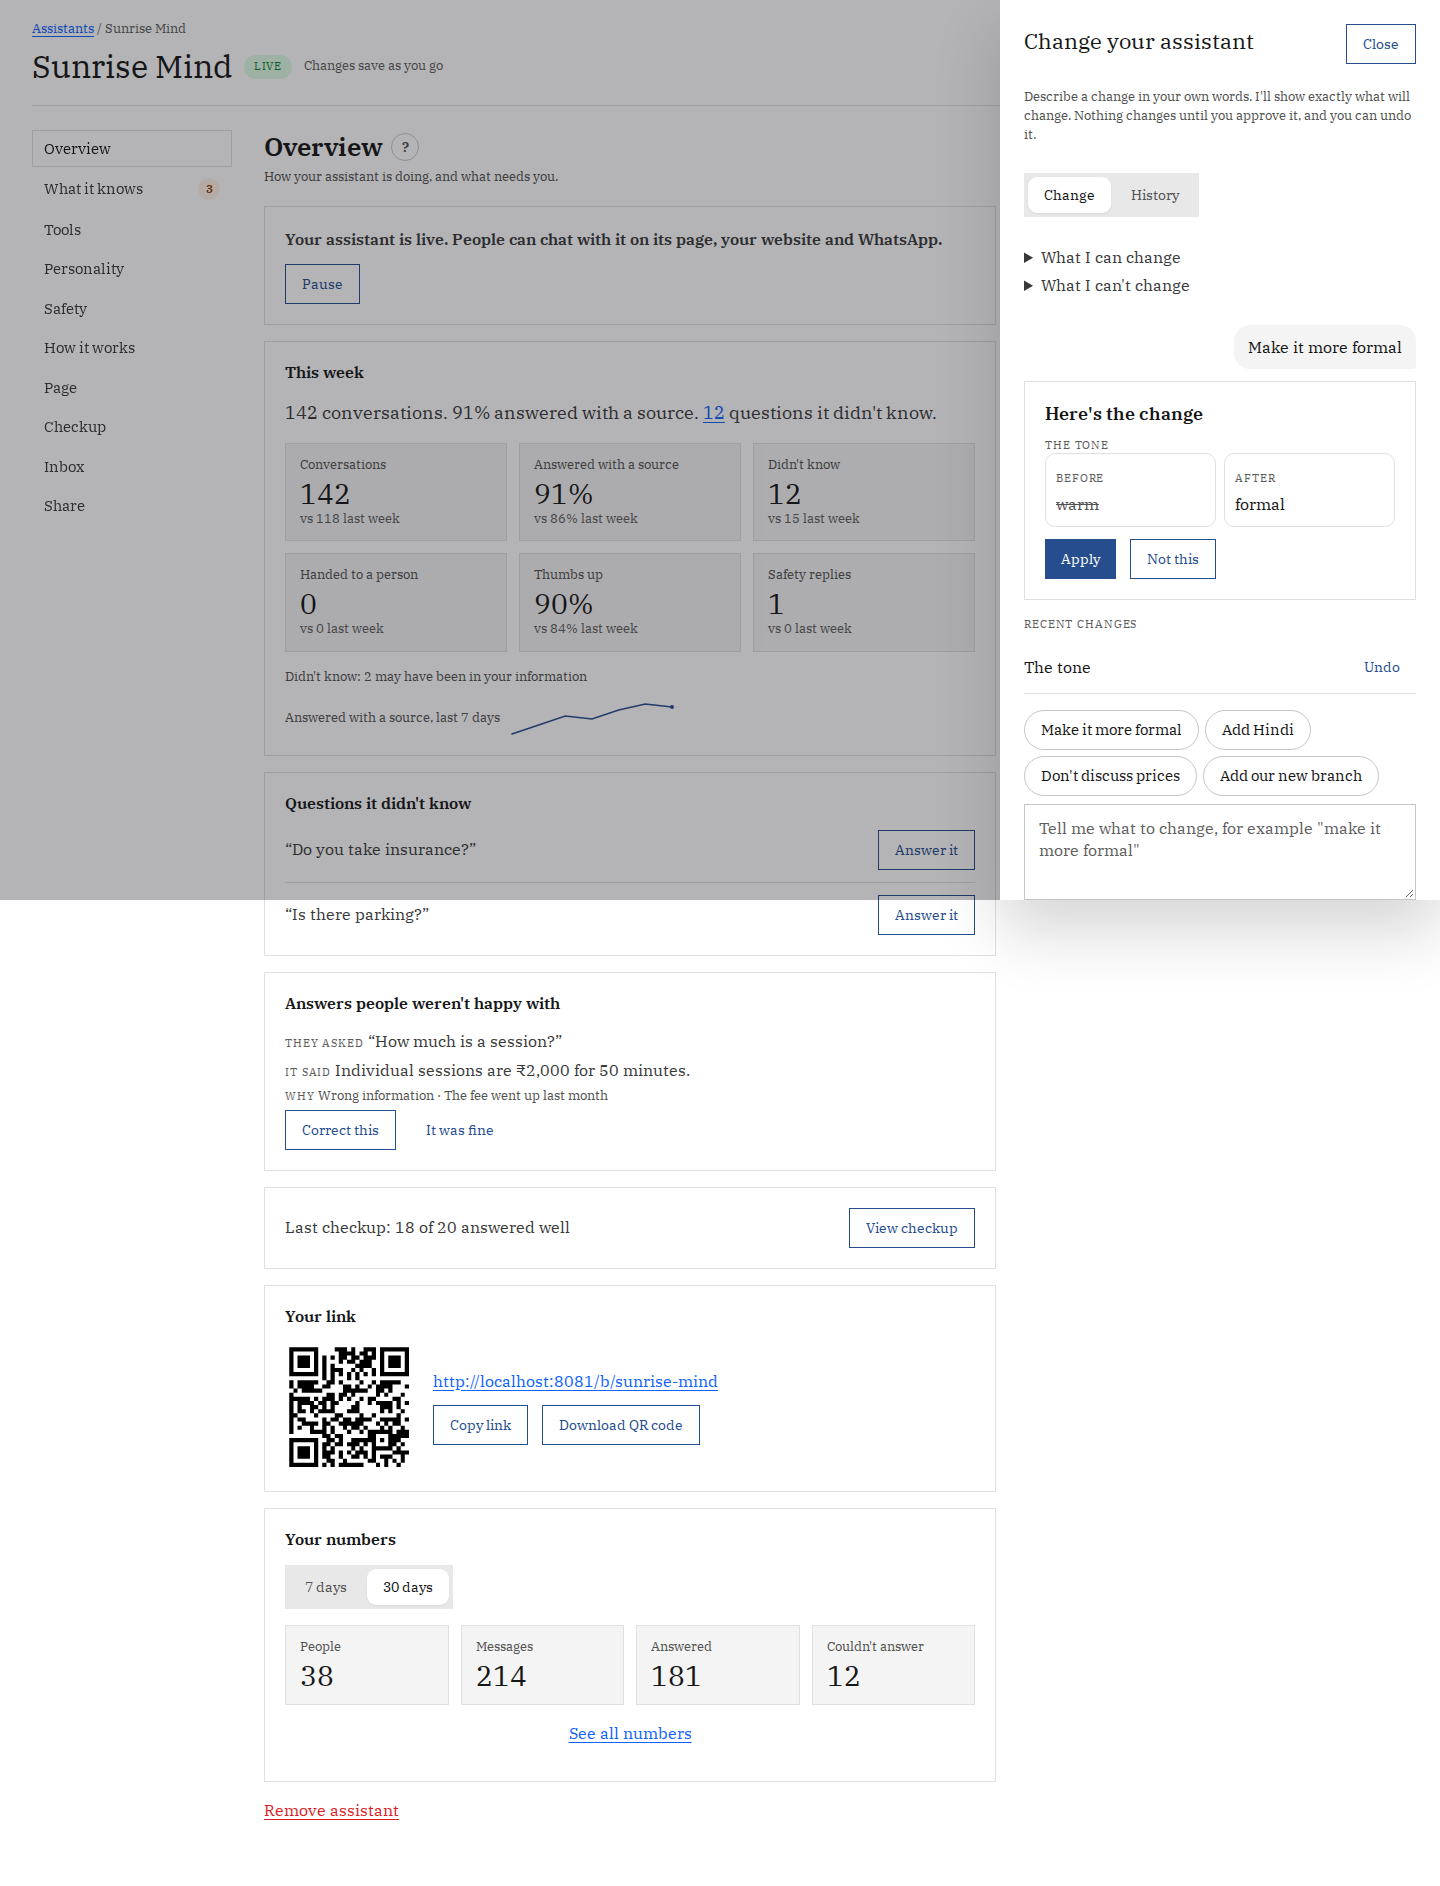 Assistants / Sunrise Mind
Sunrise Mind LIVE Changes save as you go
Overview
What it knows 3
Tools
Personality
Safety
How it works
Page
Checkup
Inbox
Share
Overview ?
How your assistant is doing, and what needs you.
Your assistant is live. People can chat with it on its page, your website and WhatsApp.
Pause
This week
142 conversations. 91% answered with a source. 12 questions it didn't know.
Conversations
142
vs 118 last week
Answered with a source
91%
vs 86% last week
Didn't know
12
vs 15 last week
Handed to a person
0
vs 0 last week
Thumbs up
90%
vs 84% last week
Safety replies
1
vs 0 last week
Didn't know: 2 may have been in your information
Answered with a source, last 7 days
Questions it didn't know
“Do you take insurance?” Answer it
“Is there parking?” Answer it
Answers people weren't happy with
THEY ASKED “How much is a session?”
IT SAID Individual sessions are ₹2,000 for 50 minutes.
WHY Wrong information · The fee went up last month
Correct this It was fine
Last checkup: 18 of 20 answered well View checkup
Your link
http://localhost:8081/b/sunrise-mind
Copy link Download QR code
Your numbers
7 days 30 days
People
38
Messages
214
Answered
181
Couldn't answer
12
See all numbers
Remove assistant
Change your assistant Close
Describe a change in your own words. I'll show exactly what will
change. Nothing changes until you approve it, and you can undo
it.
Change History
What I can change
What I can't change
Make it more formal
Here's the change
THE TONE
BEFORE
warm
AFTER
formal
Apply Not this
RECENT CHANGES
The tone Undo
Make it more formal Add Hindi
Don't discuss prices Add our new branch
Tell me what to change, for example "make it
more formal"